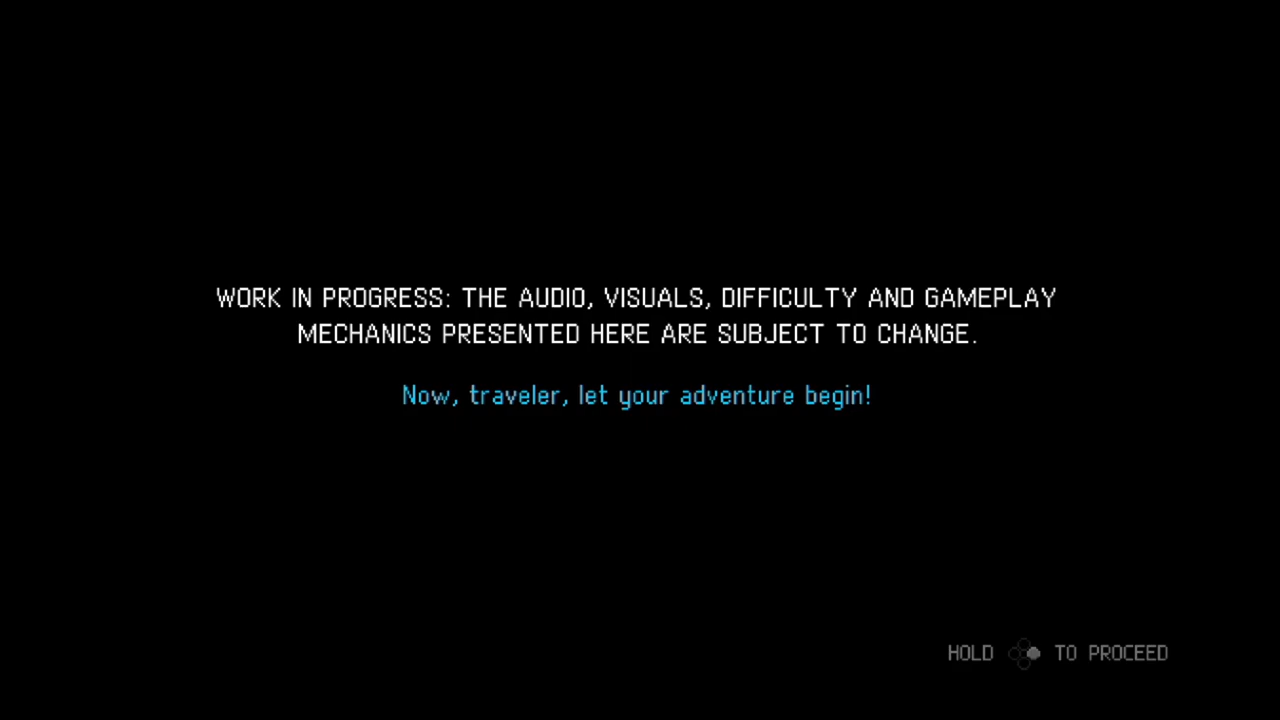 WORK IN PROGRESS: THE AUDIO, VISUALS, DIFFICULTY AND GAMEPLAY
MECHANICS PRESENTED HERE ARE SUBJECT TO CHANGE.
Now, traveler, let your adventure begin!
HOLD TO PROCEED